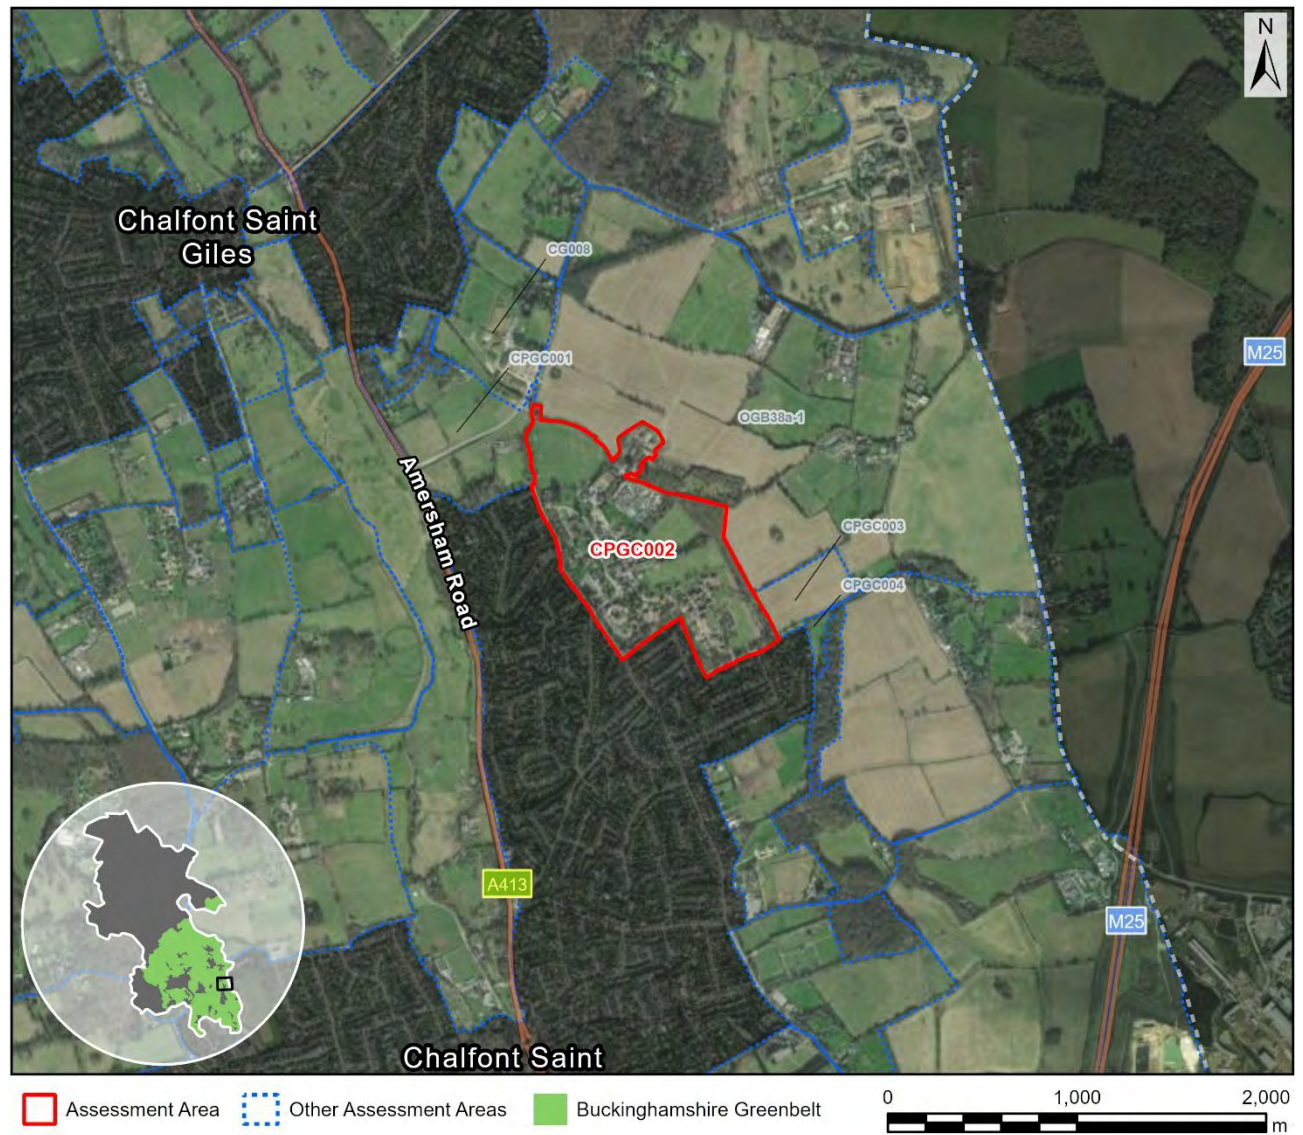 N
Chalfont Saint
Giles
CG008
CPGC001
M25
OGB38a-1
Amersham Road
CPGC003
CPGC002
CPGC004
A413
M25
Chalfont Saint
Assessment Area
Other Assessment Areas
Buckinghamshire Greenbelt
0 1,000 2,000
m